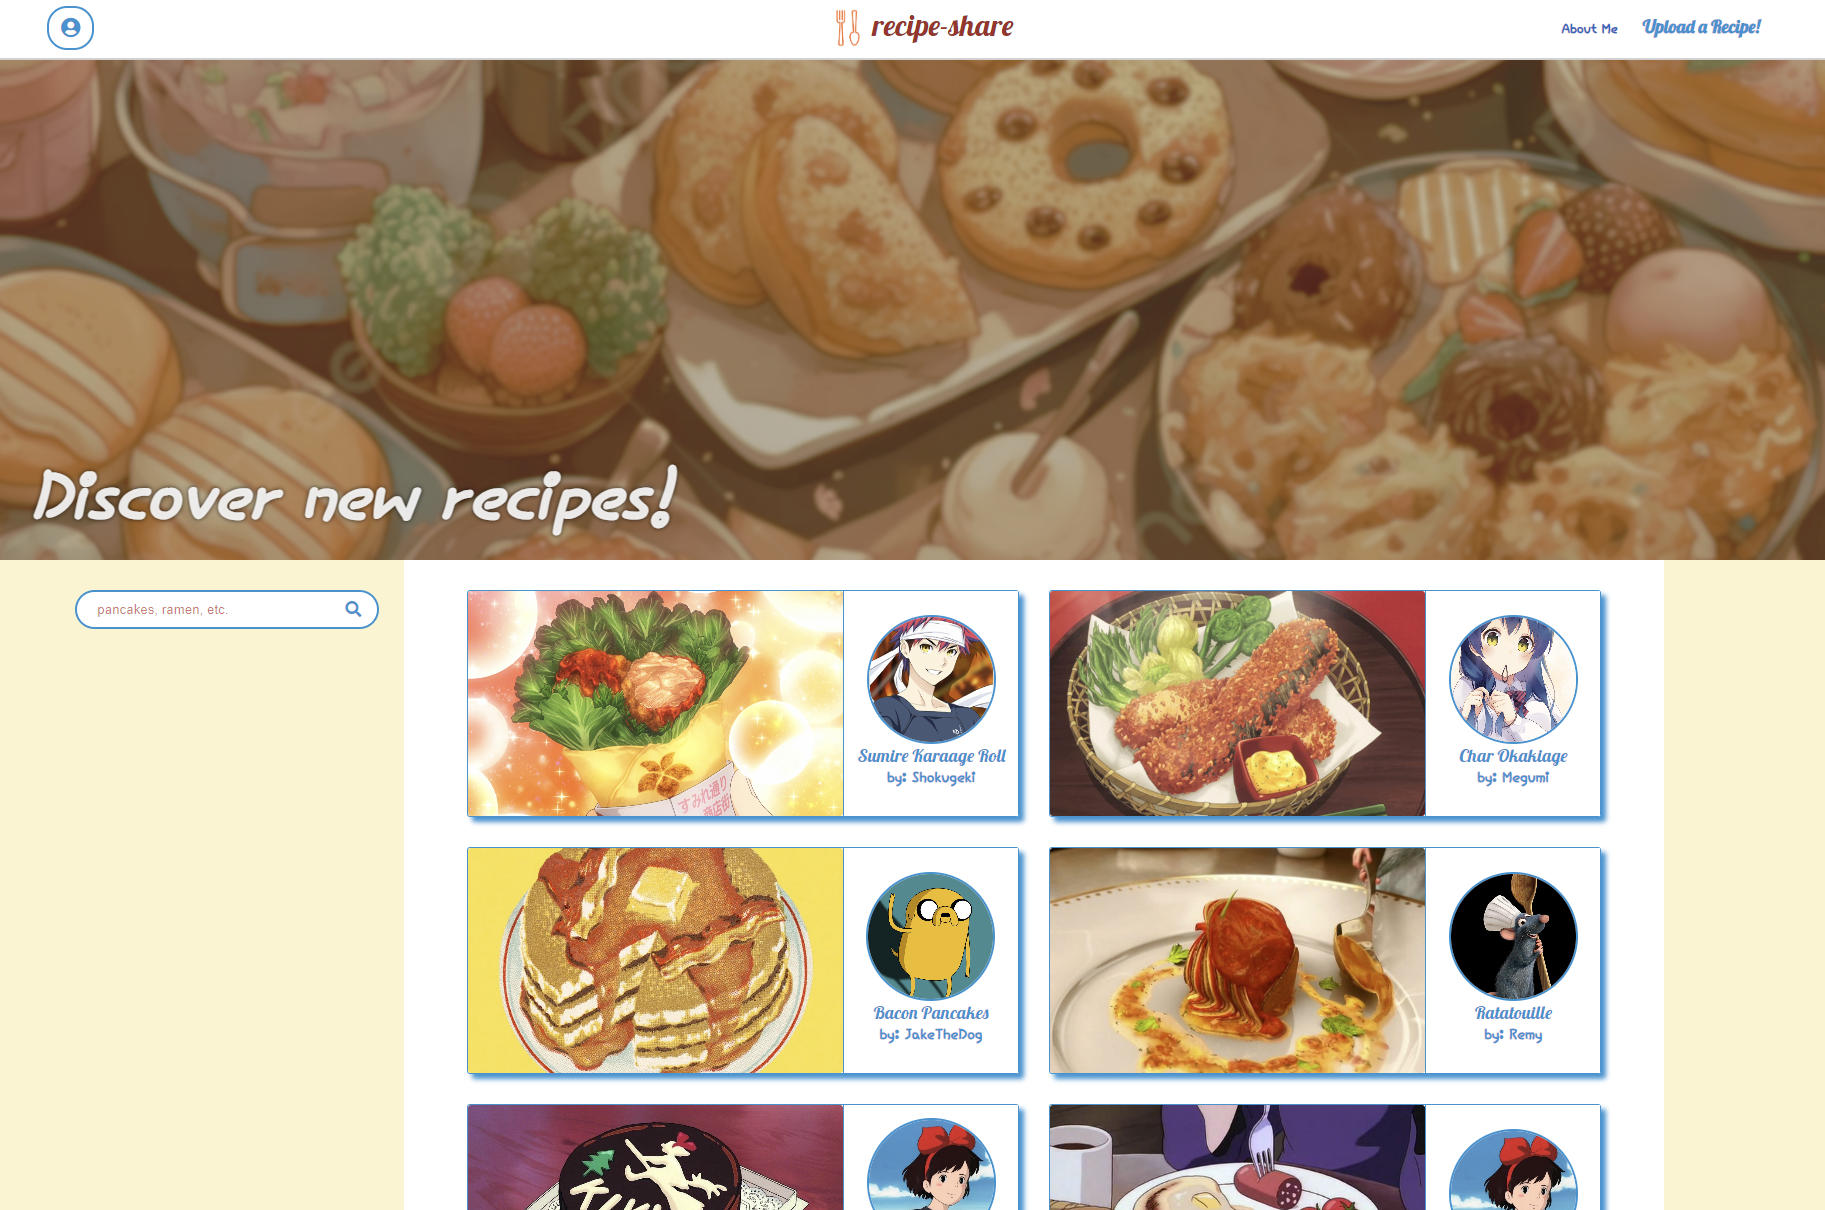 recipe-share
About Me
Upload a Recipe!
Discover new recipes!
pancakes, ramen, etc.
すみれ通り
商店街
Sumire Karaage Roll
by: Shokugeki
Char Okakiage
by: Megumi
Bacon Pancakes
by: JakeTheDog
Ratatouille
by: Remy